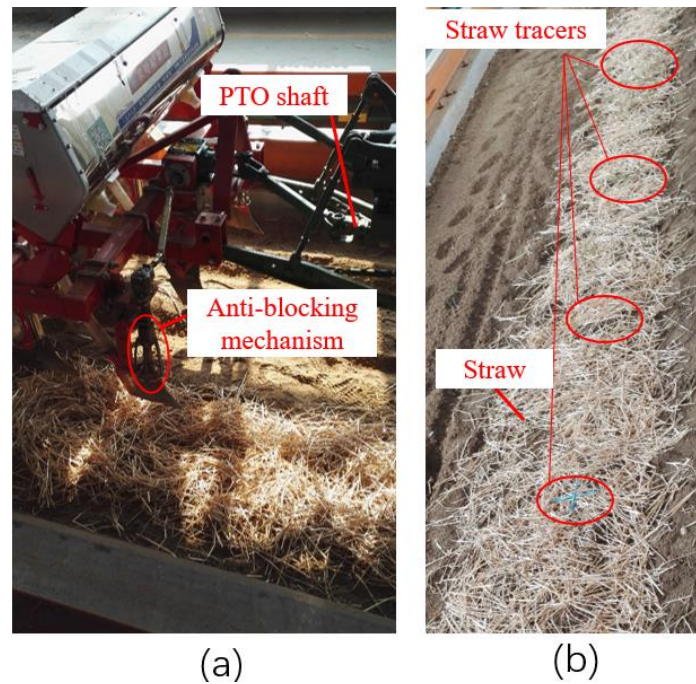 PTO shaft
Anti-blocking
mechanism
(a)
Straw tracers
Straw
(b)